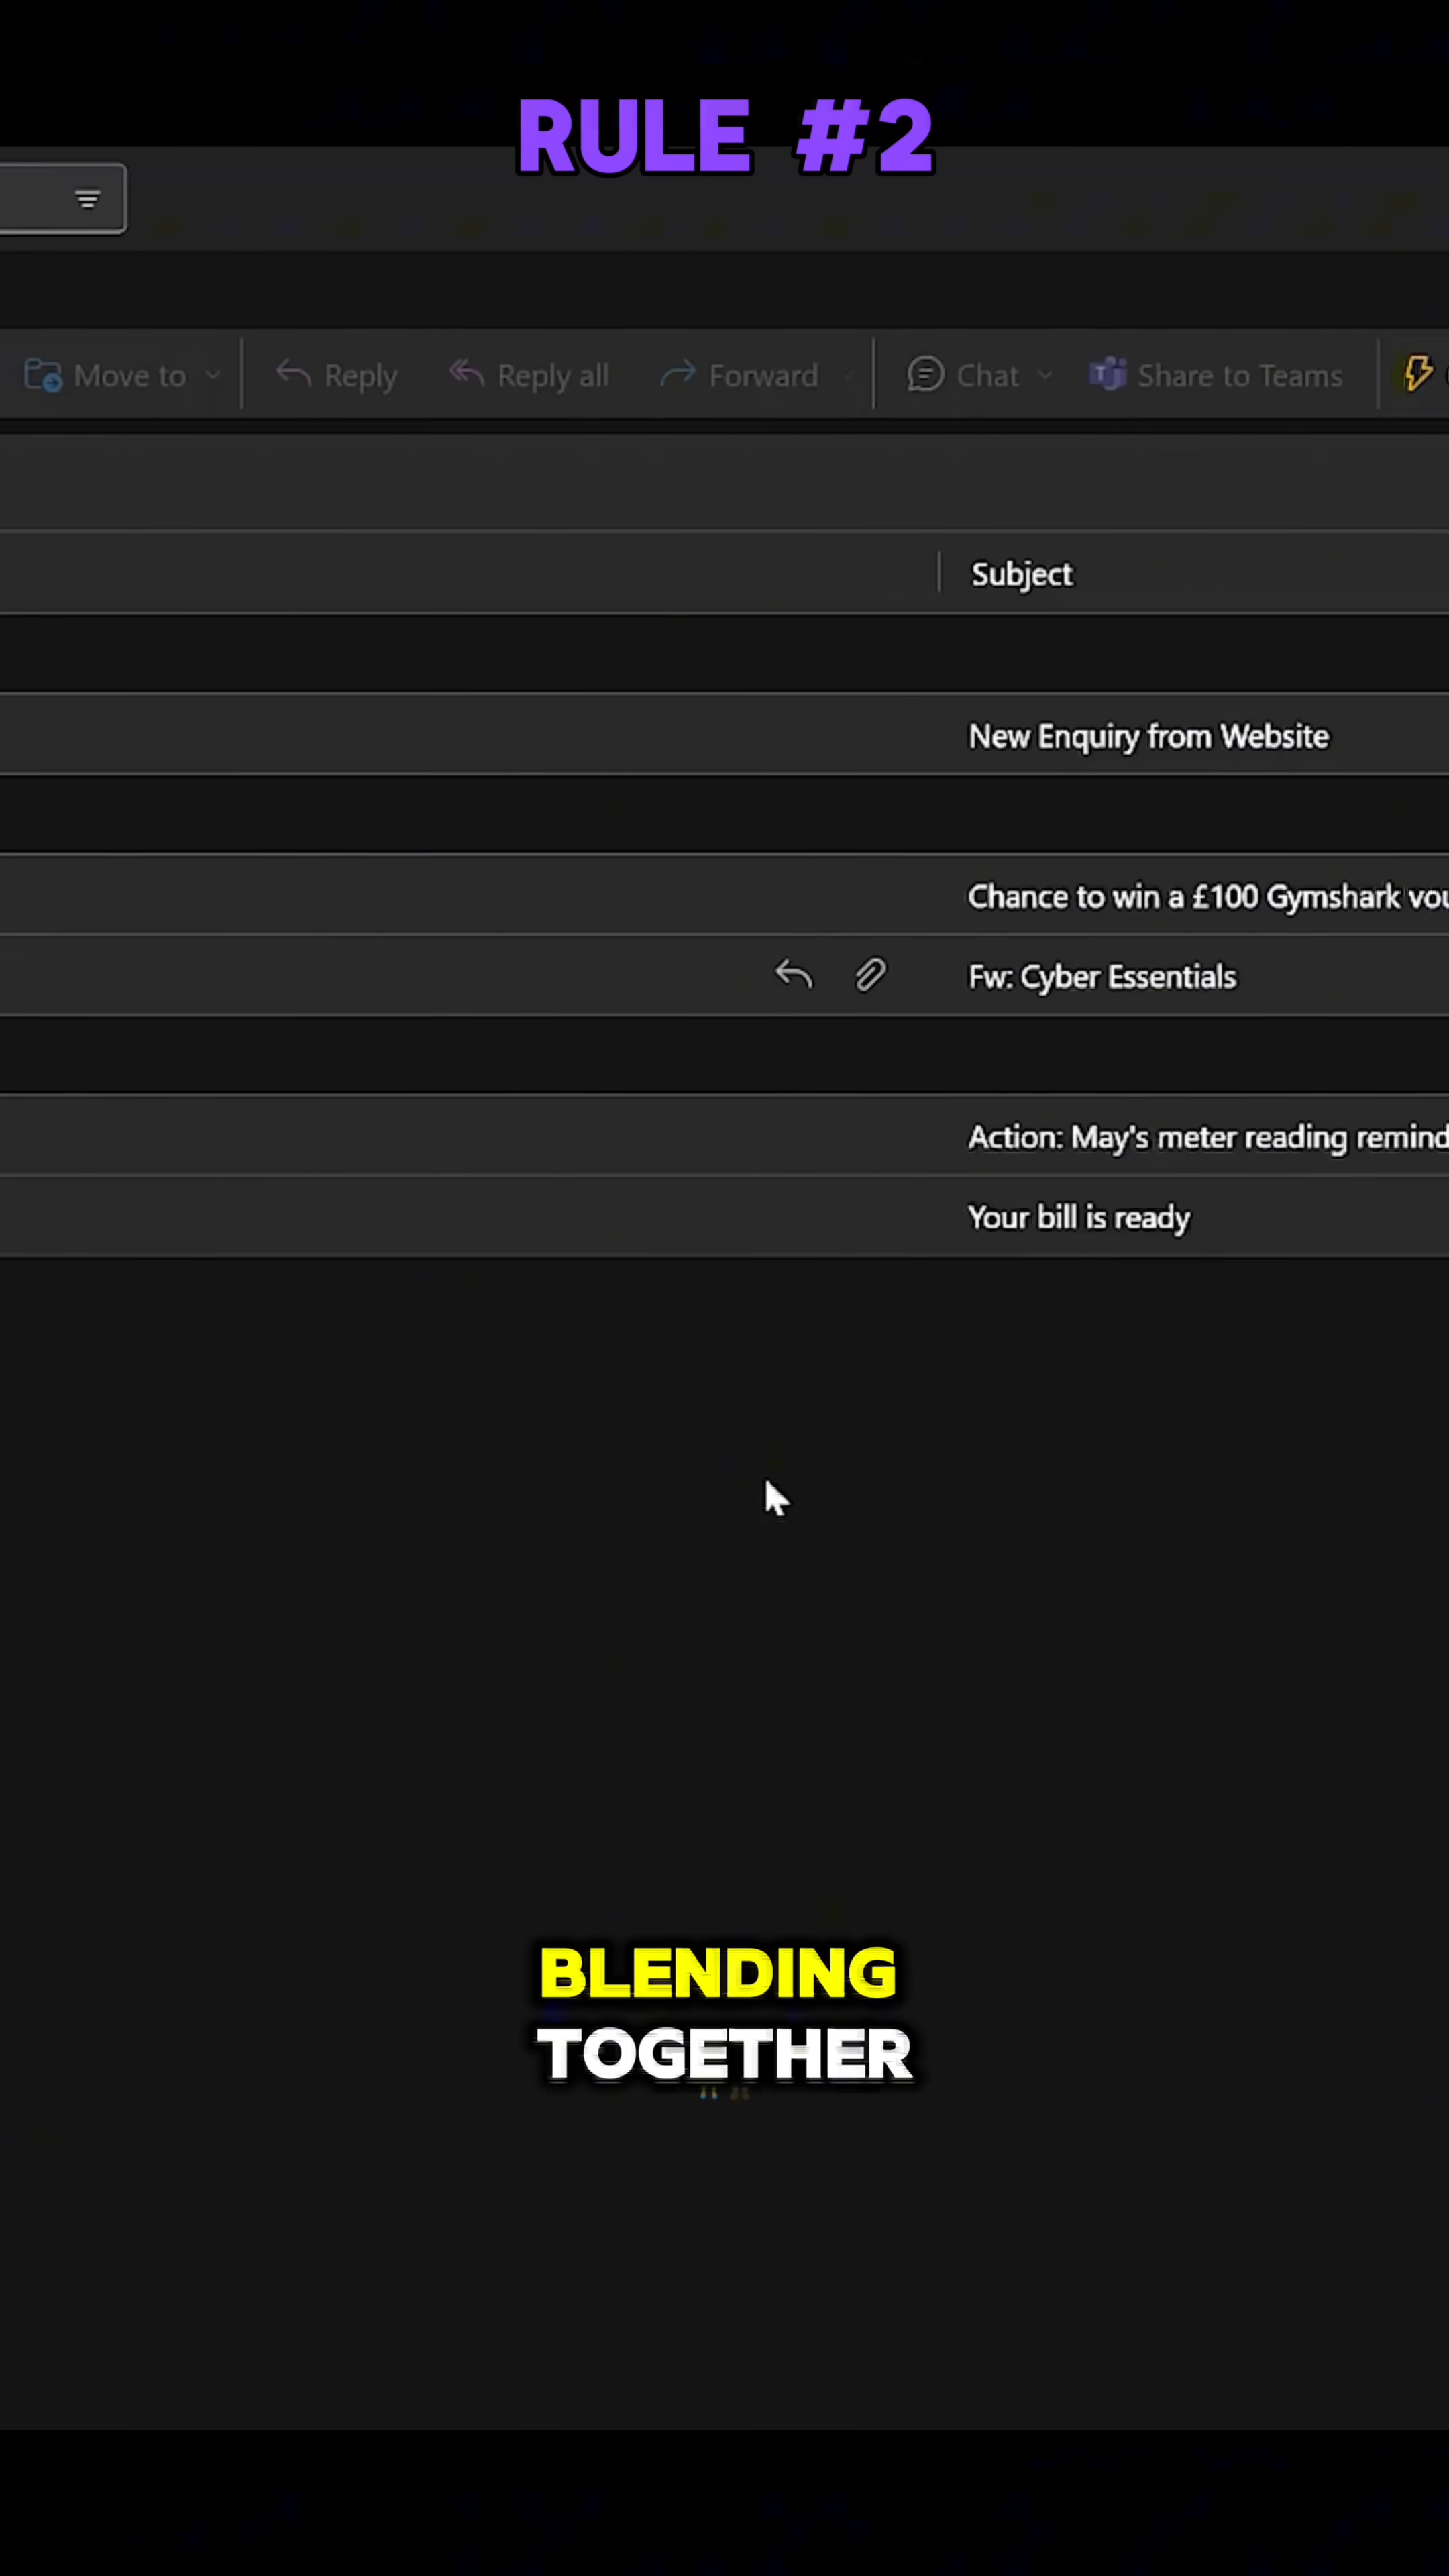 RULE #2
Move to
Reply
Reply all
Forward
Chat
Share to Teams
Subject
New Enquiry from Website
Chance to win a £100 Gymshark vou
Fw: Cyber Essentials
Action: May's meter reading remind
Your bill is ready
BLENDING
TOGETHER